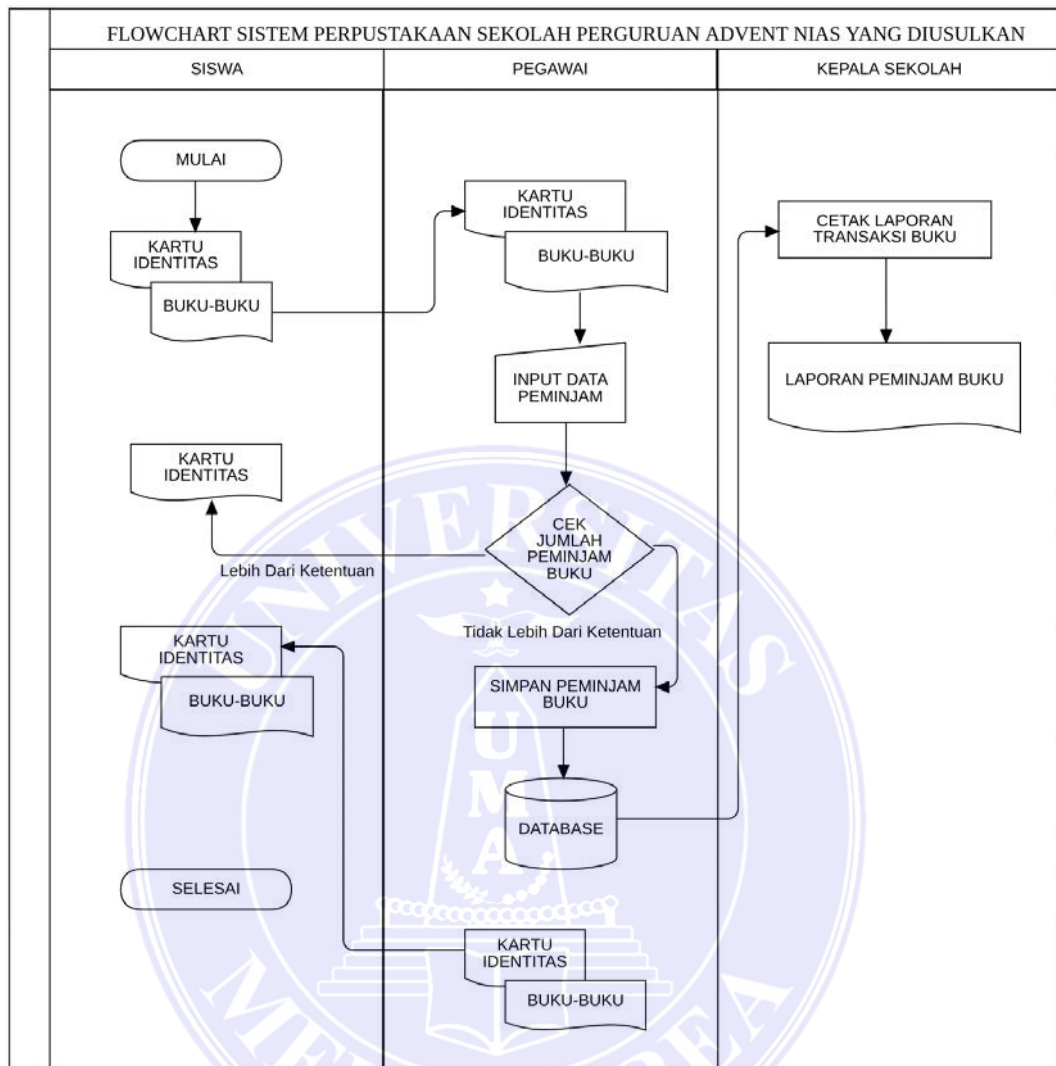 FLOWCHART SISTEM PERPUSTAKAAN SEKOLAH PERGURUAN ADVENT NIAS YANG DIUSULKAN
SISWA
PEGAWAI
KEPALA SEKOLAH
MULAI
KARTU
IDENTITAS
BUKU-BUKU
KARTU
IDENTITAS
BUKU-BUKU
CETAK LAPORAN
TRANSAKSI BUKU
INPUT DATA
PEMINJAM
LAPORAN PEMINJAM BUKU
KARTU
IDENTITAS
CEK
JUMLAH
PEMINJAM
BUKU
Lebih Dari Ketentuan
Tidak Lebih Dari Ketentuan
KARTU
IDENTITAS
BUKU-BUKU
SIMPAN PEMINJAM
BUKU
DATABASE
SELESAI
KARTU
IDENTITAS
BUKU-BUKU
UNIVERSITAS
UMA